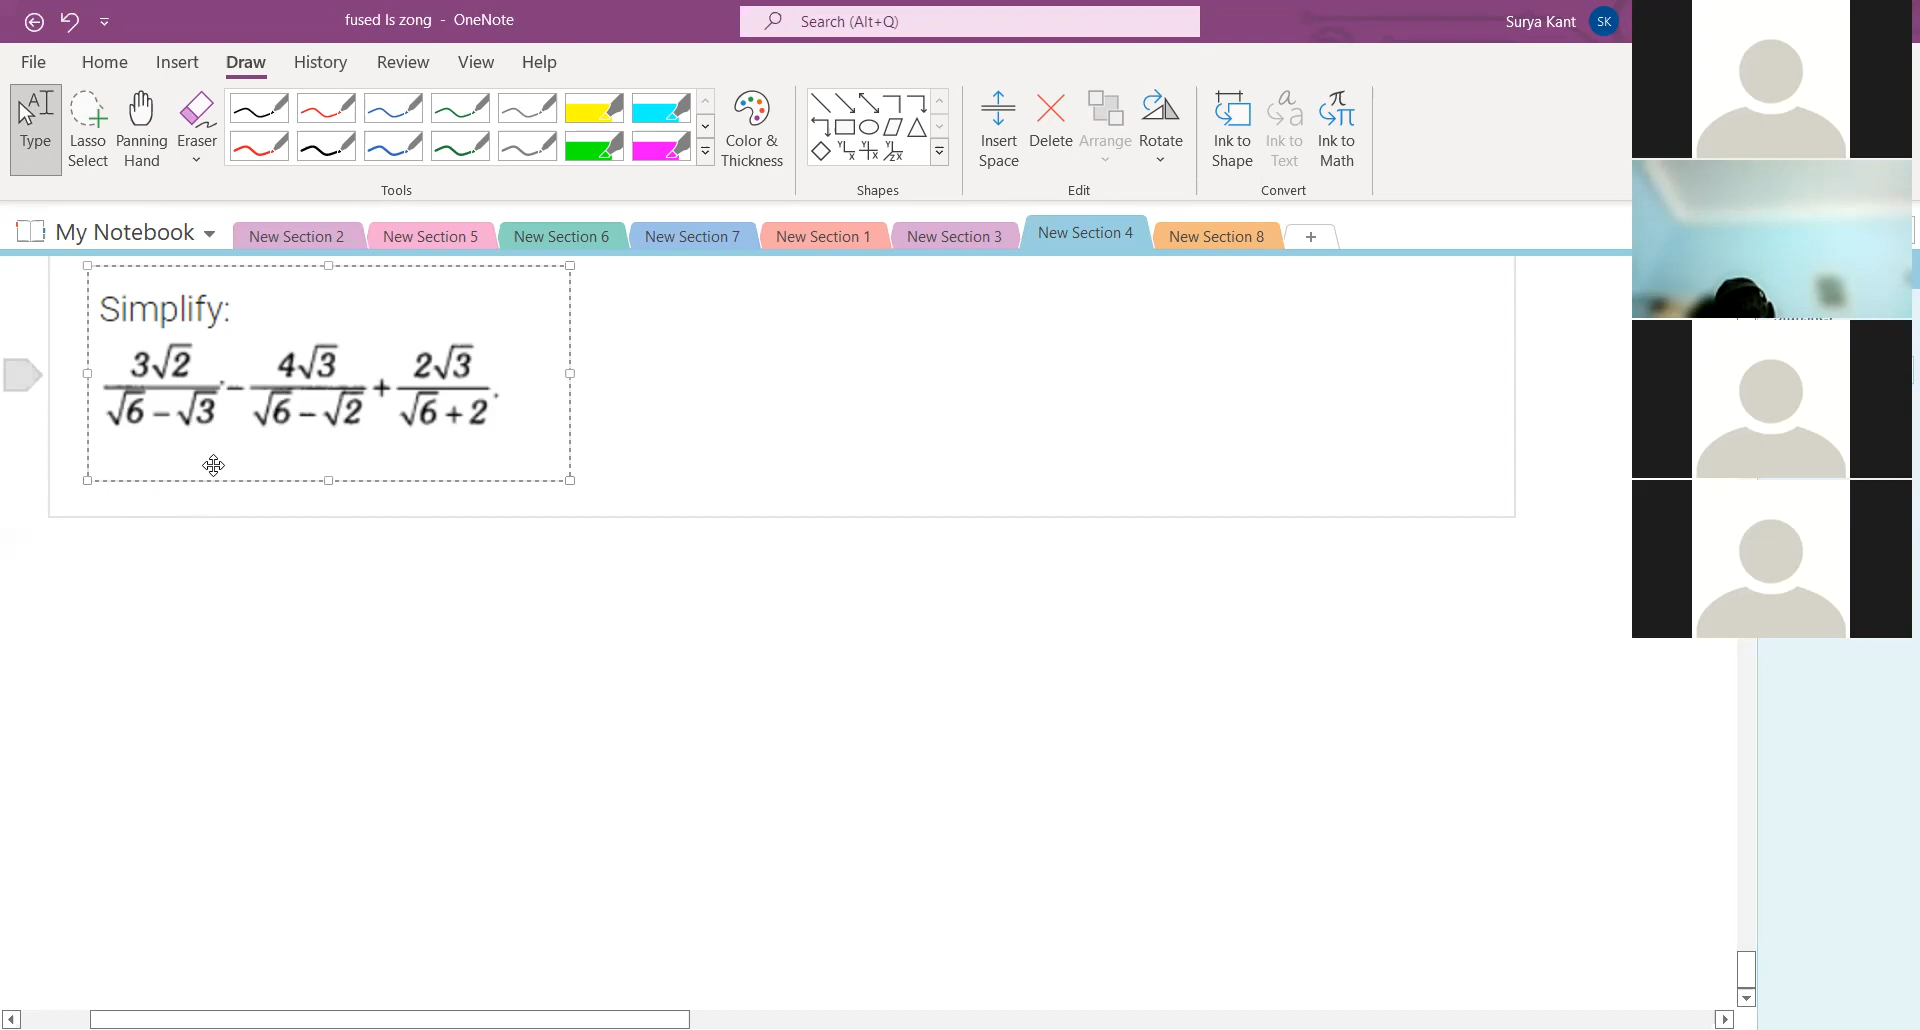 fused Is zong - OneNote
Search (Alt+Q)
Surya Kant SK
File Home Insert Draw History Review View Help
Type
Lasso Select
Panning Hand
Eraser
Color & Thickness
Insert Space
Delete
Arrange
Rotate
Ink to Shape
Ink to Text
Ink to Math
Tools Shapes Edit Convert
My Notebook New Section 2 New Section 5 New Section 6 New Section 7 New Section 1 New Section 3 New Section 4 New Section 8 +
Simplify:
3√2/(√6 − √3) − 4√3/(√6 − √2) + 2√3/(√6 + 2).